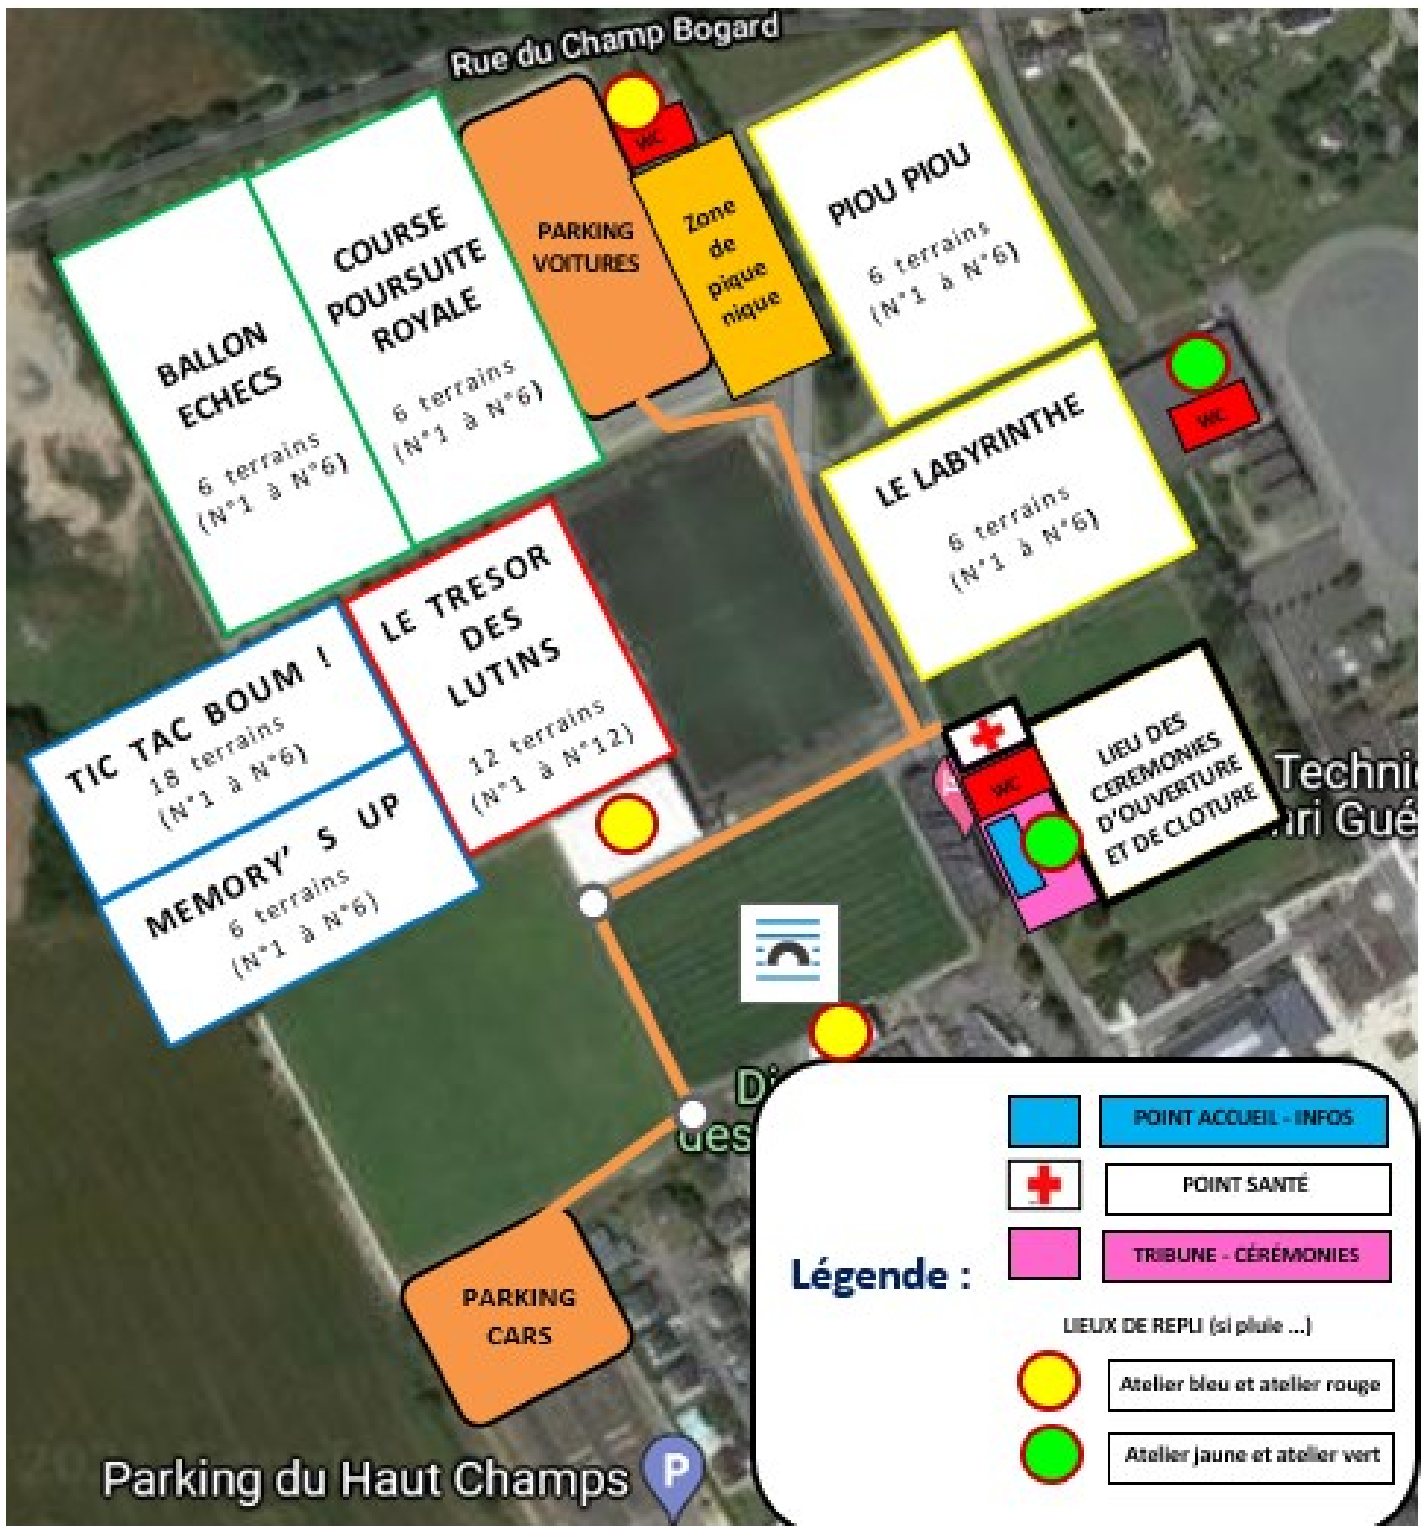 Rue du Champ Bogard
WC
PARKING
VOITURES
Zone
de
pique
nique
PIOU PIOU
6 terrains
(N°1 à N°6)
COURSE
POURSUITE
ROYALE
6 terrains
(N°1 à N°6)
BALLON
ECHECS
6 terrains
(N°1 à N°6)
LE LABYRINTHE
6 terrains
(N°1 à N°6)
WC
LE TRESOR
DES
LUTINS
12 terrains
(N°1 à N°12)
TIC TAC BOUM !
18 terrains
(N°1 à N°6)
MEMORY' S UP
6 terrains
(N°1 à N°6)
WC
LIEU DES
CEREMONIES
D'OUVERTURE
ET DE CLOTURE
Techni
nri Gué
Di
des
PARKING
CARS
Parking du Haut Champs
P
Légende :
POINT ACCUEIL - INFOS
POINT SANTÉ
TRIBUNE - CÉRÉMONIES
LIEUX DE REPLI (si pluie ...)
Atelier bleu et atelier rouge
Atelier jaune et atelier vert